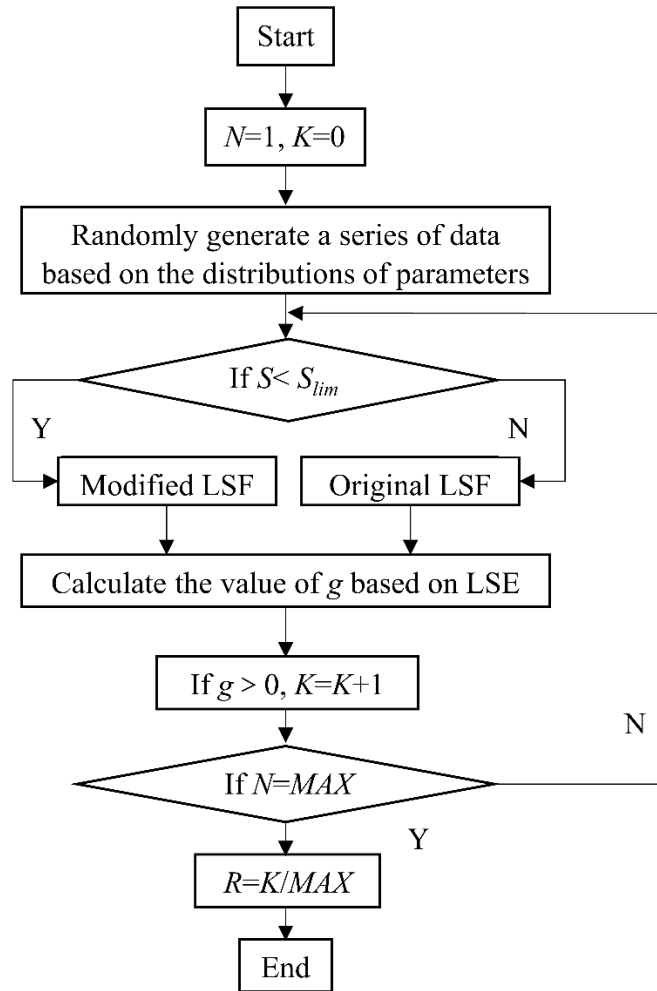 Start
N=1, K=0
Randomly generate a series of data
based on the distributions of parameters
If S< Slim
Y
N
Modified LSF
Original LSF
Calculate the value of g based on LSE
If g > 0, K=K+1
N
If N=MAX
Y
R=K/MAX
End